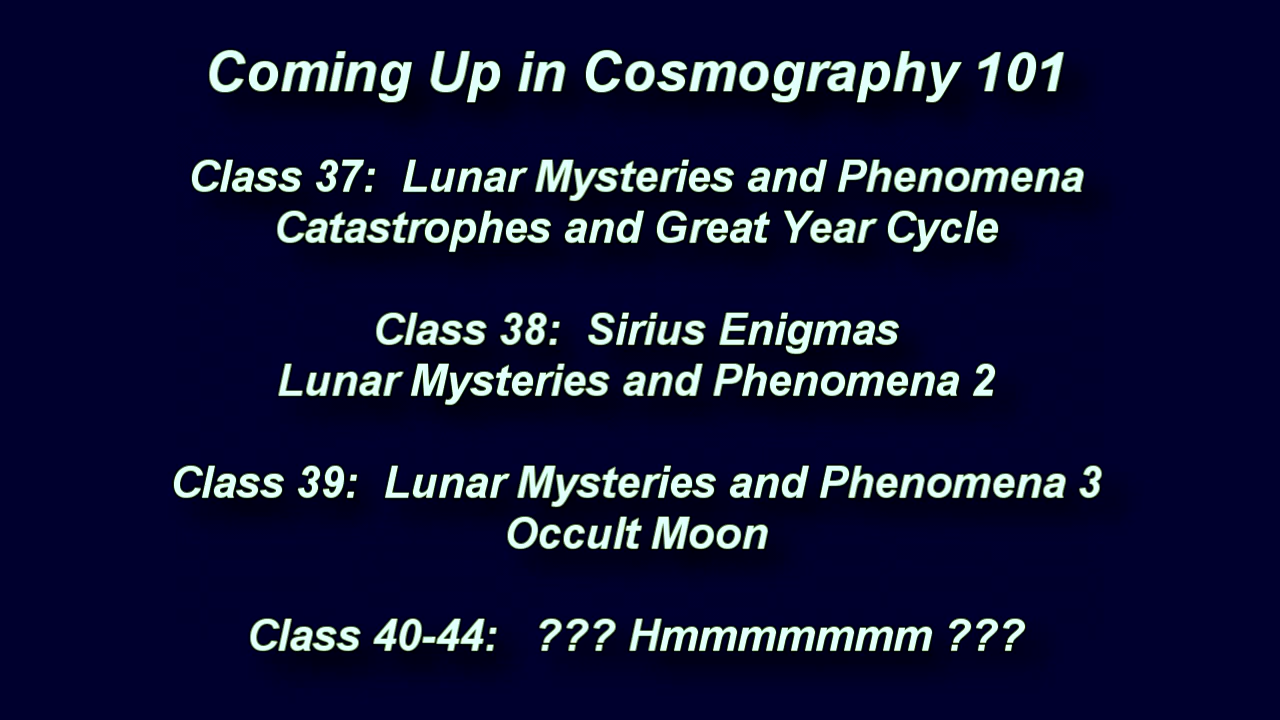 Coming Up in Cosmography 101
Class 37:  Lunar Mysteries and Phenomena
Catastrophes and Great Year Cycle
Class 38:  Sirius Enigmas
Lunar Mysteries and Phenomena 2
Class 39:  Lunar Mysteries and Phenomena 3
Occult Moon
Class 40-44:   ??? Hmmmmmmm ???